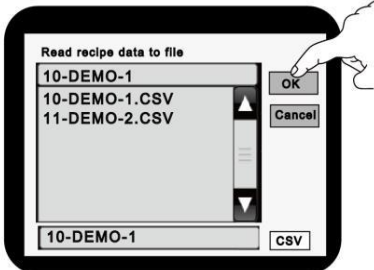 Read recipe data to file
10-DEMO-1
OK
10-DEMO-1.CSV
11-DEMO-2.CSV
Cancel
10-DEMO-1
CSV